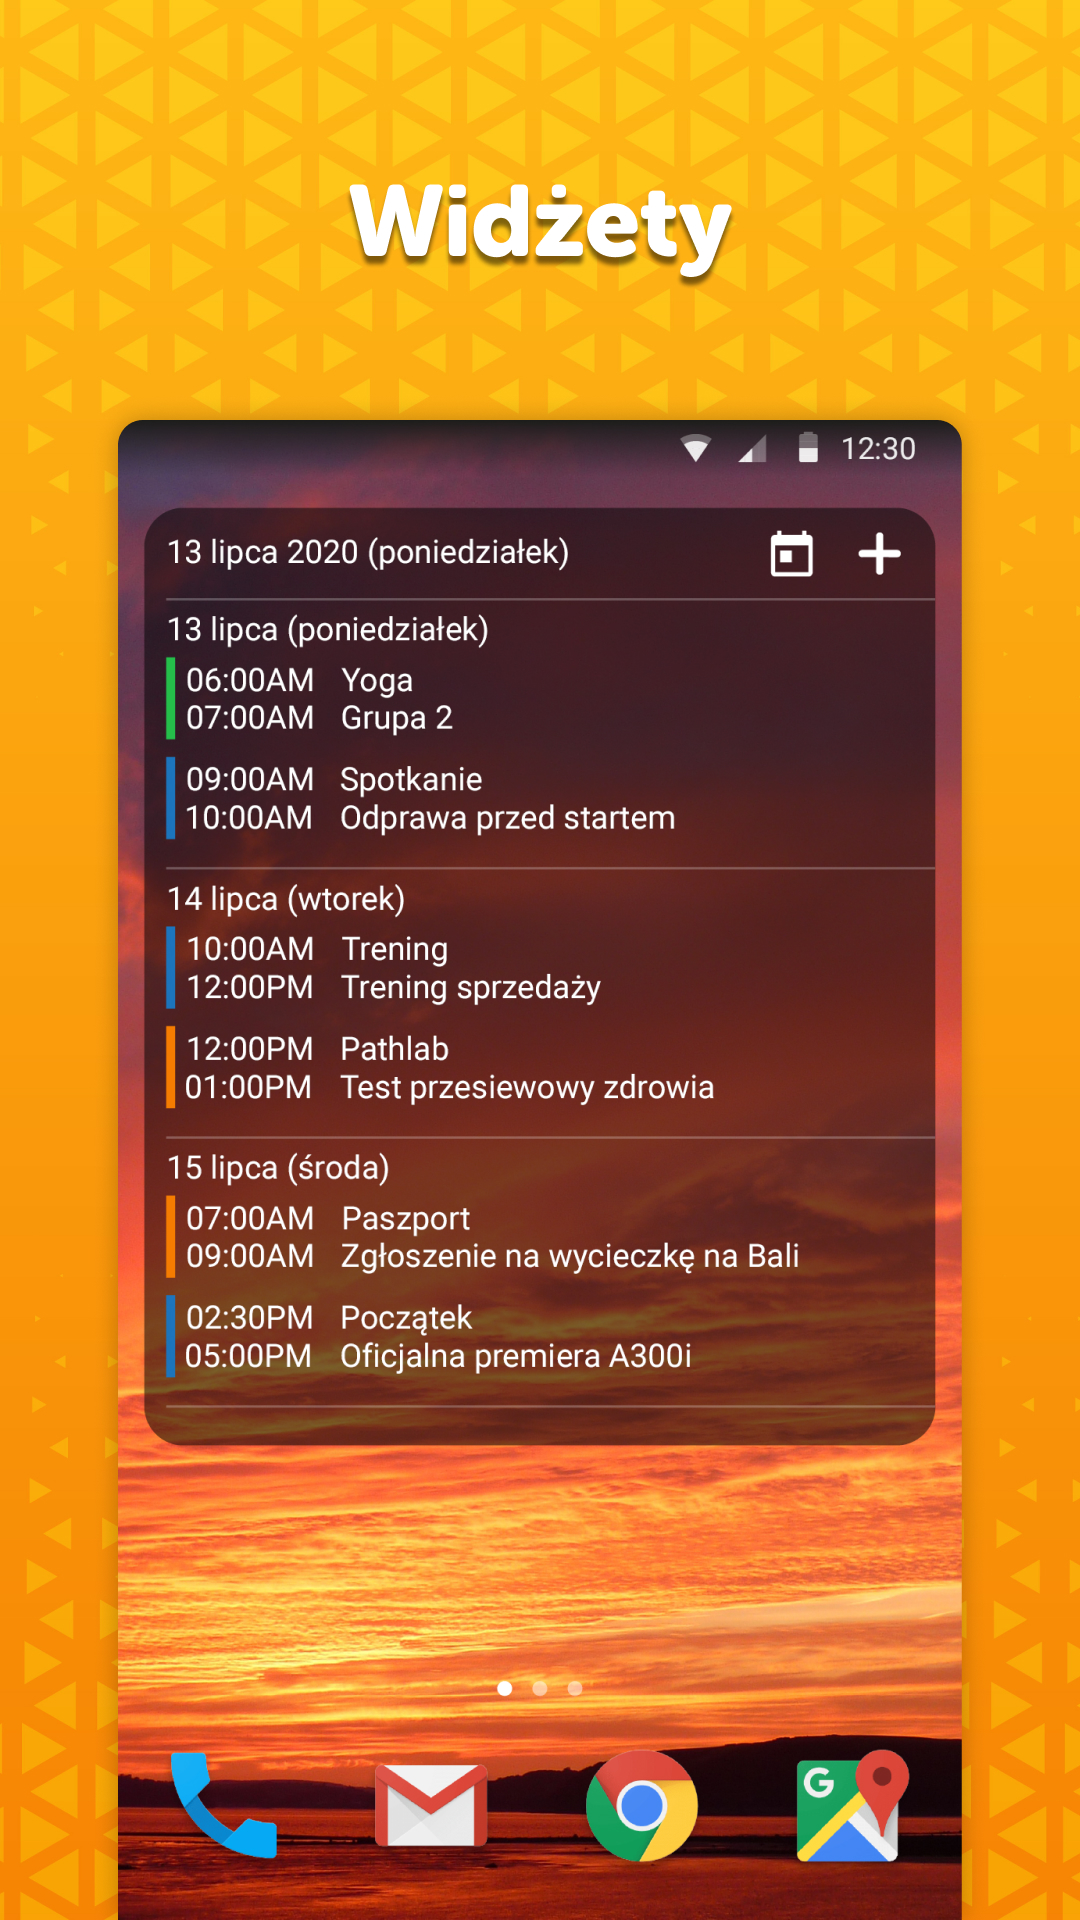 Widżety
12:30
13 lipca 2020 (poniedziałek)
13 lipca (poniedziałek)
06:00AM Yoga
07:00AM Grupa 2
09:00AM Spotkanie
10:00AM Odprawa przed startem
14 lipca (wtorek)
10:00AM Trening
12:00PM Trening sprzedaży
12:00PM Pathlab
01:00PM Test przesiewowy zdrowia
15 lipca (środa)
07:00AM Paszport
09:00AM Zgłoszenie na wycieczkę na Bali
02:30PM Początek
05:00PM Oficjalna premiera A300i
G